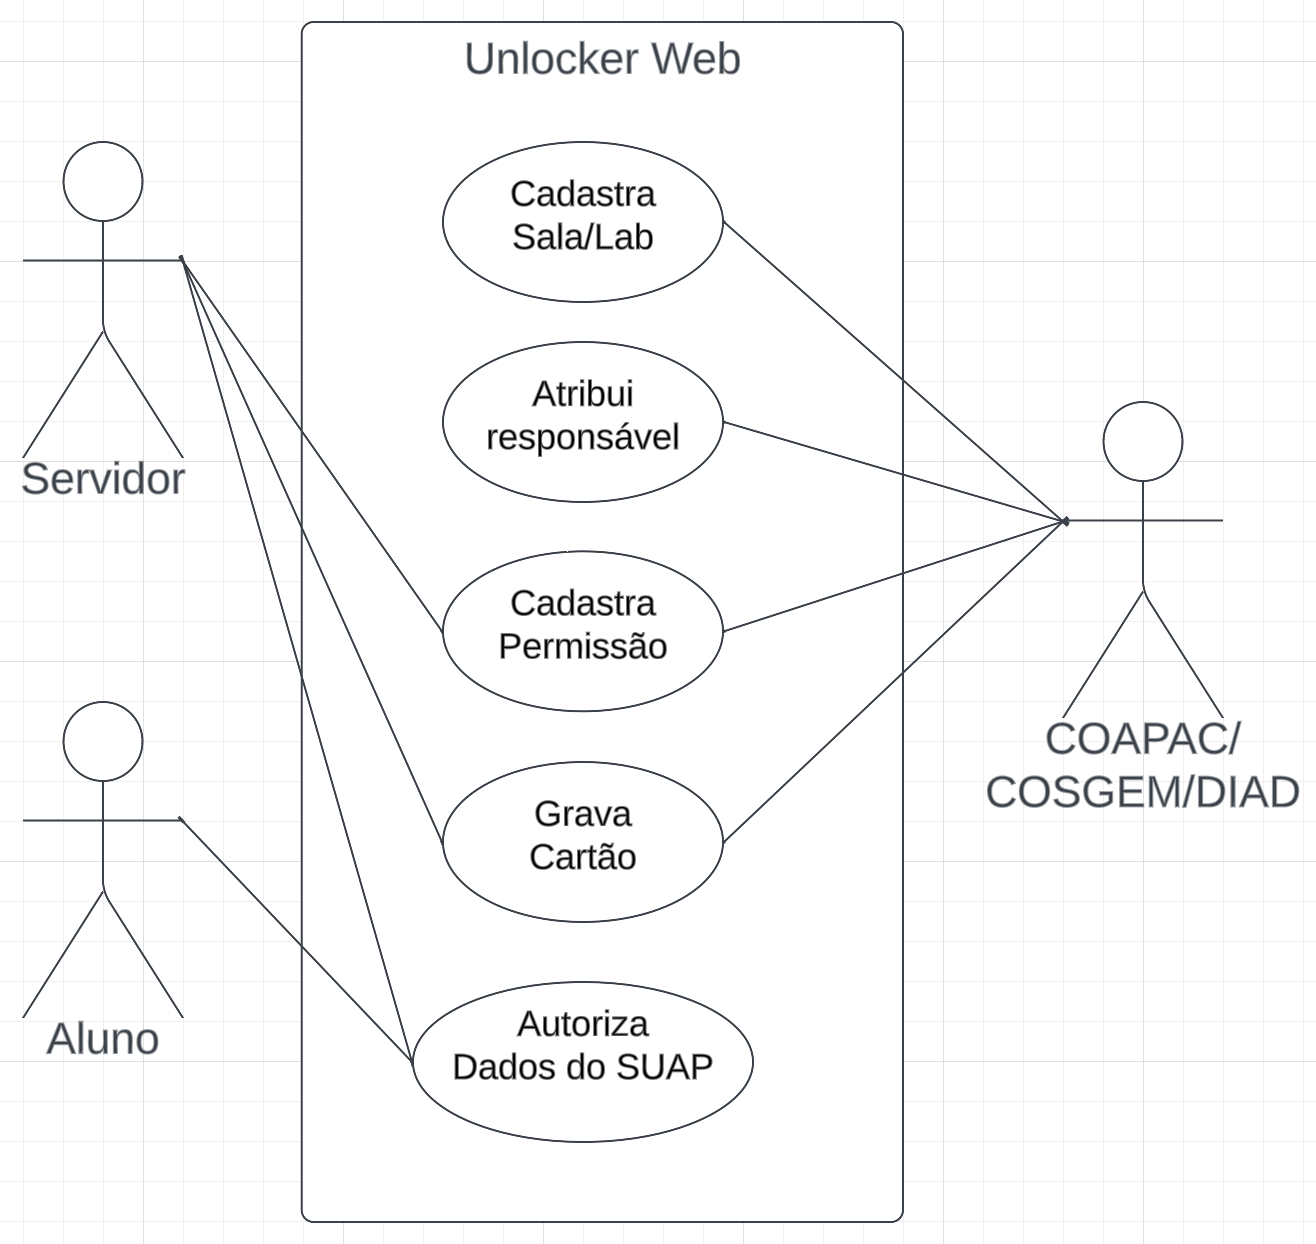 Unlocker Web
Cadastra
Sala/Lab
Atribui
responsável
Servidor
Cadastra
Permissão
COAPAC/
COSGEM/DIAD
Grava
Cartão
Aluno
Autoriza
Dados do SUAP